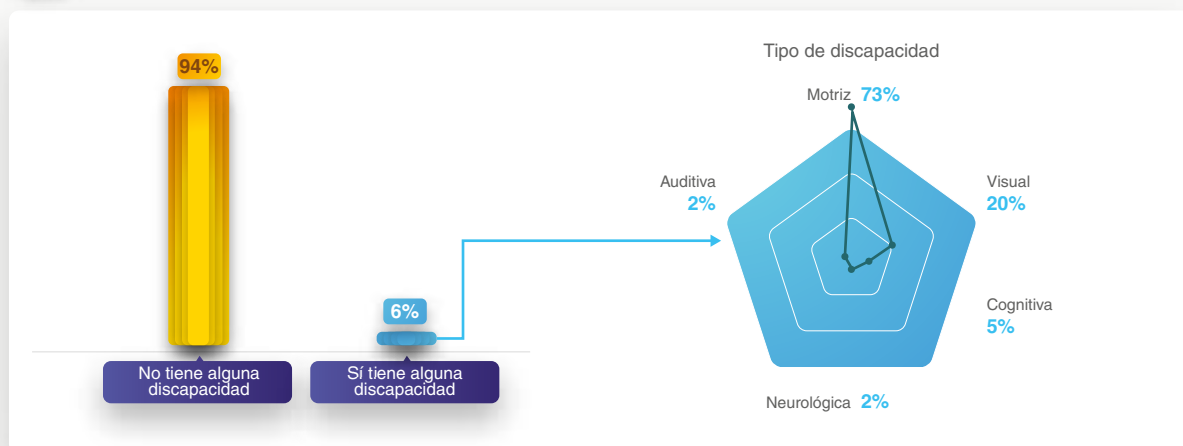 94%
6%
No tiene alguna
discapacidad
Sí tiene alguna
discapacidad
Tipo de discapacidad
Motriz 73%
Auditiva
2%
Visual
20%
Cognitiva
5%
Neurológica 2%